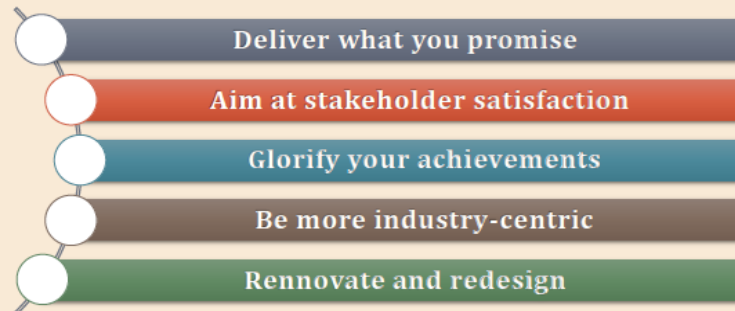 Deliver what you promise
Aim at stakeholder satisfaction
Glorify your achievements
Be more industry-centric
Rennovate and redesign